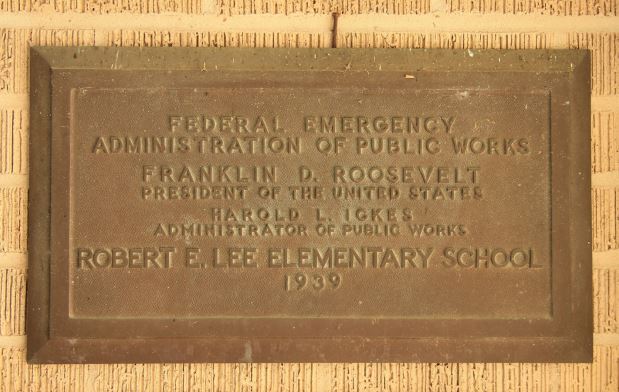 FEDERAL EMERGENCY
ADMINISTRATION OF PUBLIC WORKS
FRANKLIN D. ROOSEVELT
PRESIDENT OF THE UNITED STATES
HAROLD L. ICKES
ADMINISTRATOR OF PUBLIC WORKS
ROBERT E. LEE ELEMENTARY SCHOOL
1939